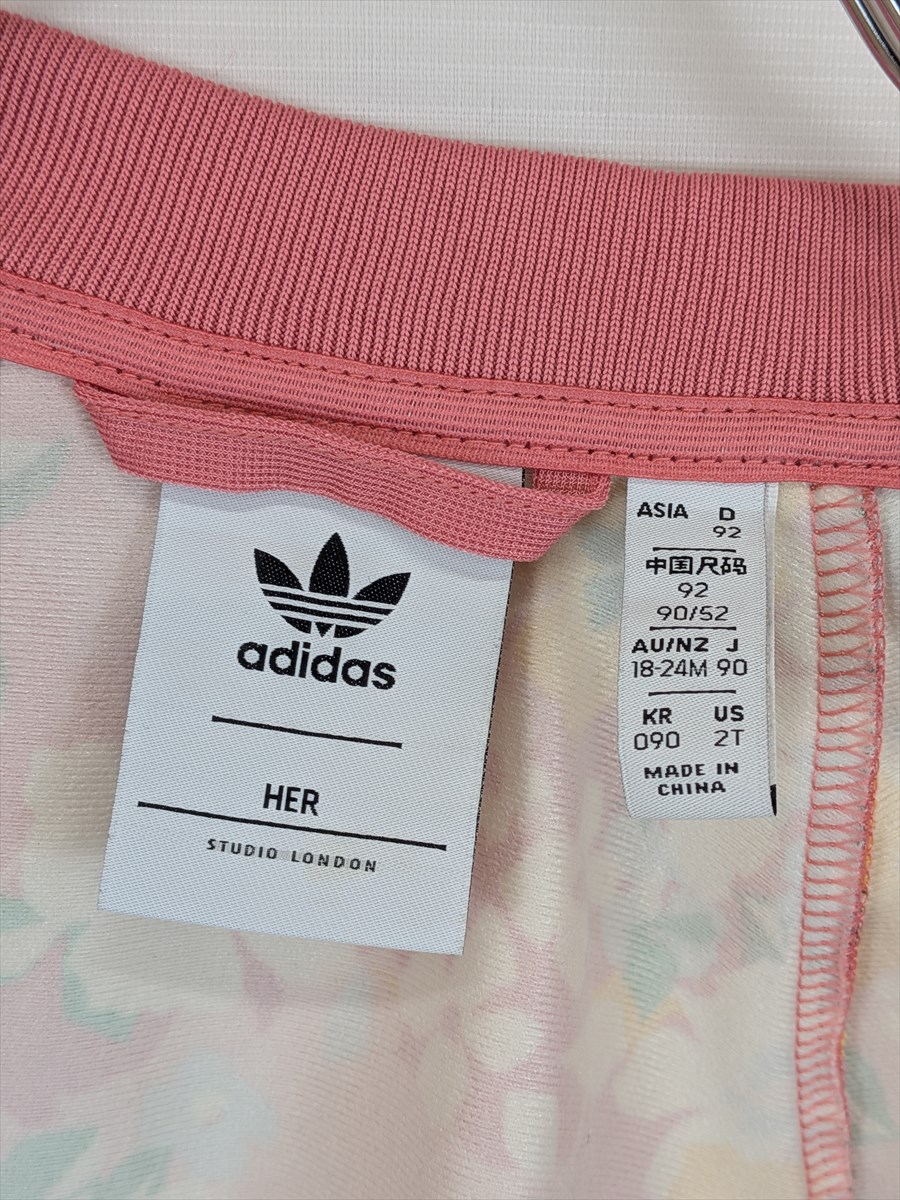 adidas
HER
STUDIO LONDON
ASIA D
92
中国尺码
92
90/52
AU/NZ J
18-24M 90
KR US
090 2T
MADE IN
CHINA